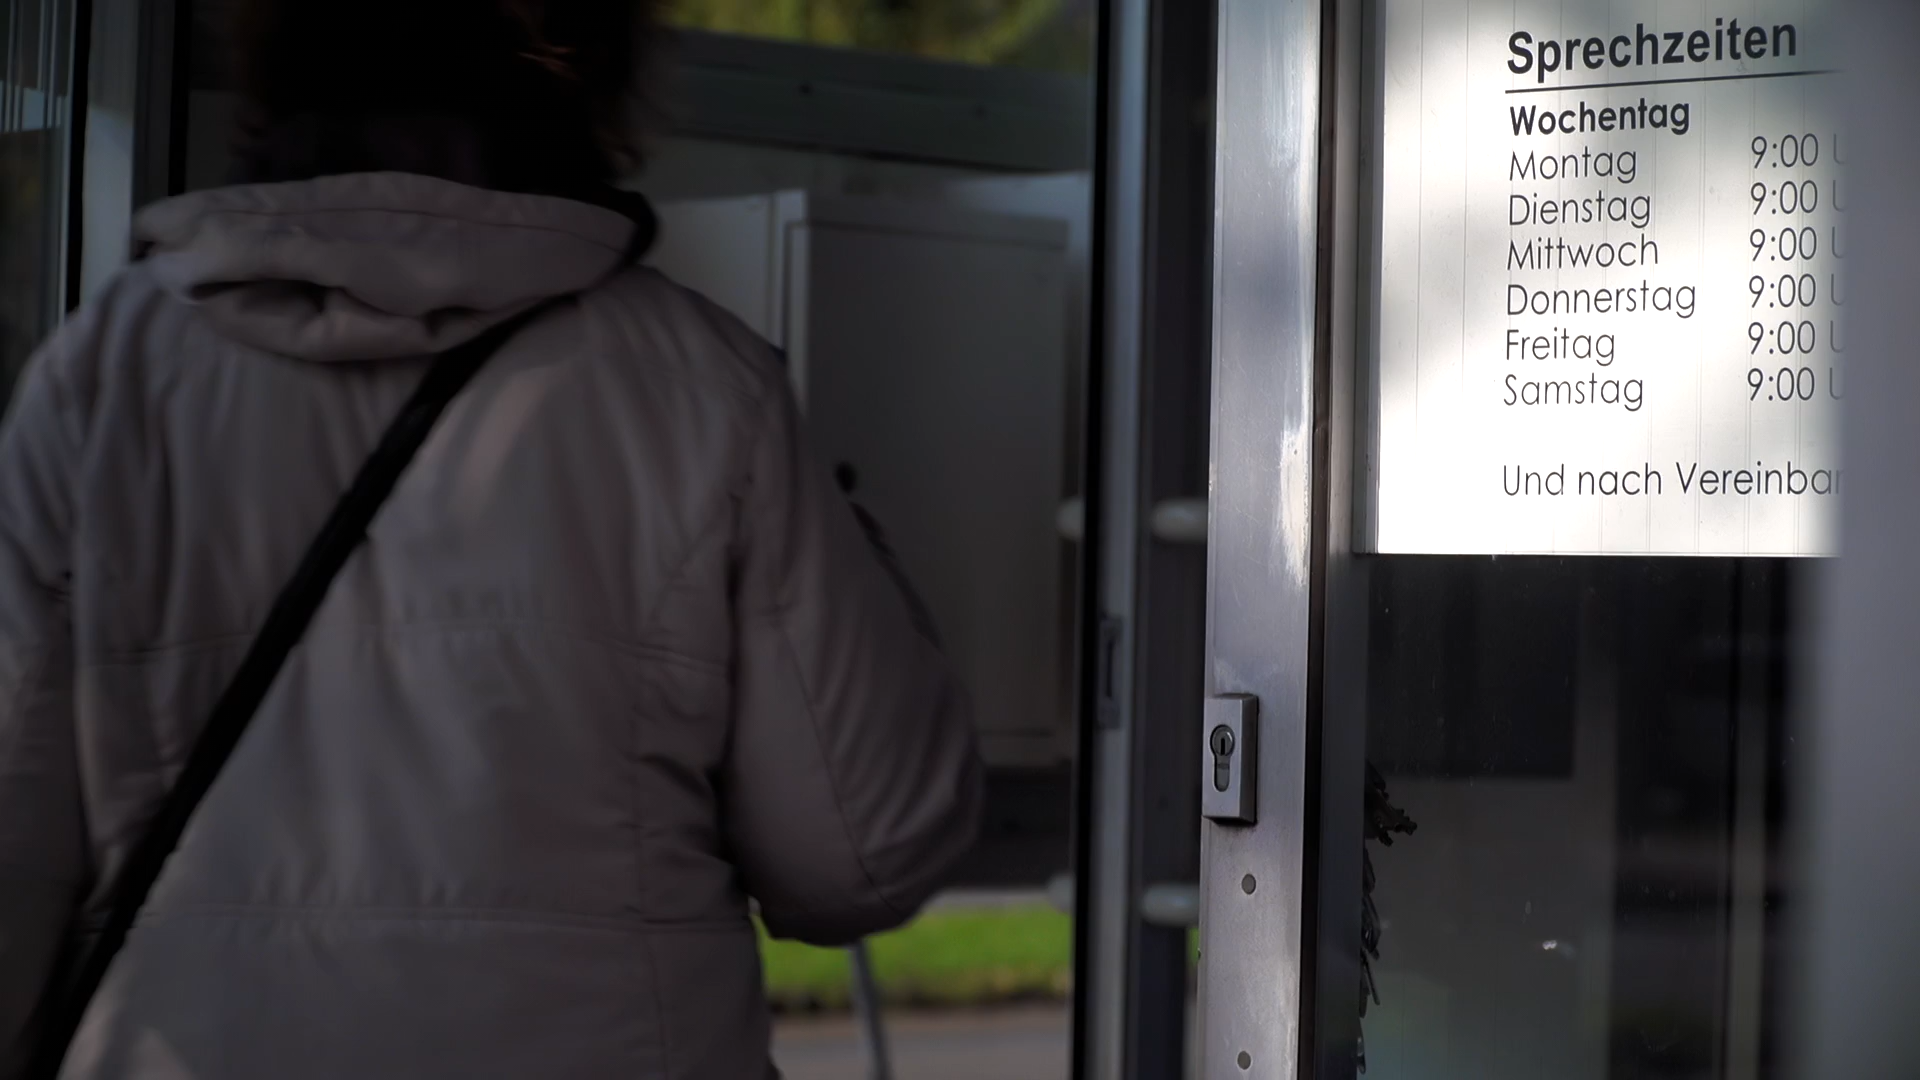 Sprechzeiten
Wochentag
Montag 9:00
Dienstag 9:00
Mittwoch 9:00
Donnerstag 9:00
Freitag 9:00
Samstag 9:00
Und nach